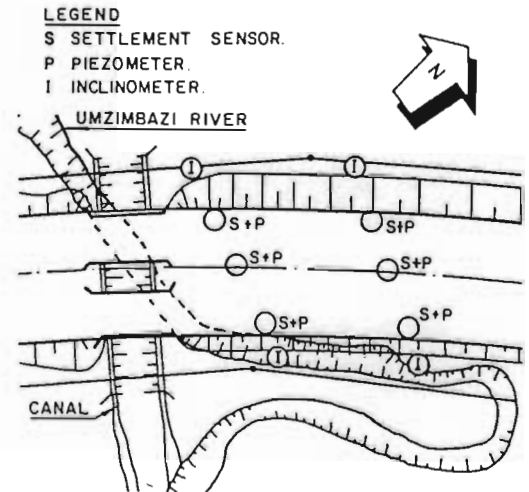 LEGEND
S SETTLEMENT SENSOR.
P PIEZOMETER.
I INCLINOMETER.
UMZIMBAZI RIVER
N
I
I
S+P
S+P
S+P
S+P
S+P
S+P
I
I
CANAL